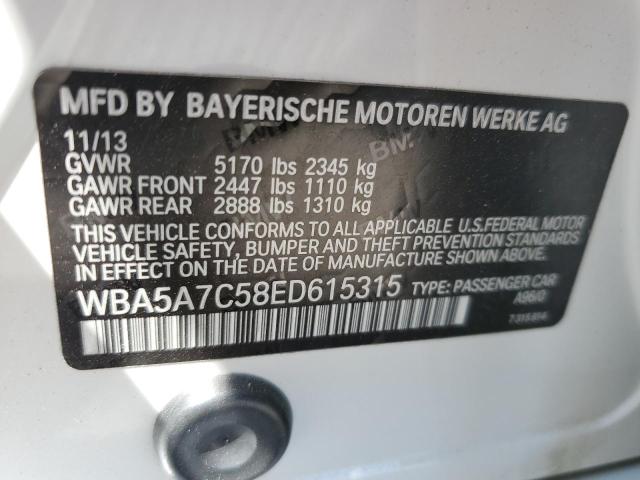 MFD BY BAYERISCHE MOTOREN WERKE AG
11/13
GVWR 5170 lbs 2345 kg
GAWR FRONT 2447 lbs 1110 kg
GAWR REAR 2888 lbs 1310 kg
THIS VEHICLE CONFORMS TO ALL APPLICABLE U.S.FEDERAL MOTOR
VEHICLE SAFETY, BUMPER AND THEFT PREVENTION STANDARDS
IN EFFECT ON DATE OF MANUFACTURE SHOWN ABOVE.
WBA5A7C58ED615315 TYPE: PASSENGER CAR
A96/0